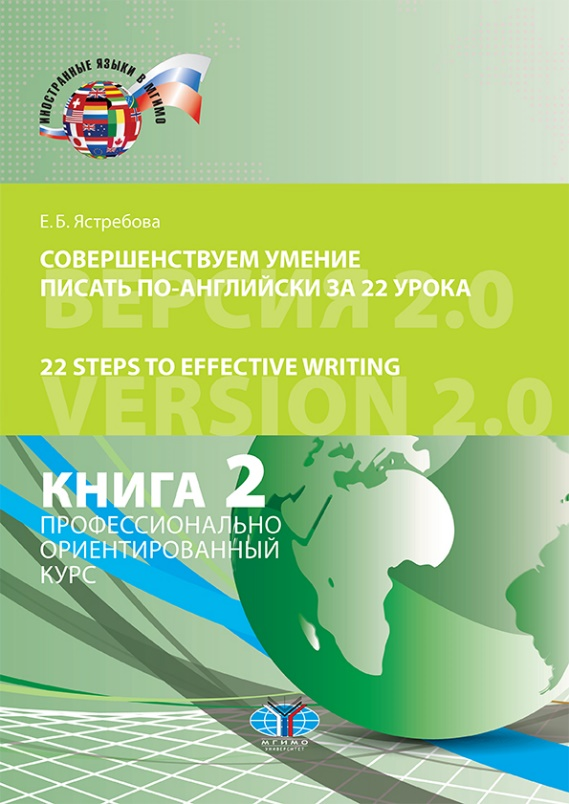 ИНОСТРАННЫЕ ЯЗЫКИ В МГИМО
Е. Б. Ястребова
СОВЕРШЕНСТВУЕМ УМЕНИЕ
ПИСАТЬ ПО-АНГЛИЙСКИ ЗА 22 УРОКА
ВЕРСИЯ 2.0
22 STEPS TO EFFECTIVE WRITING
VERSION 2.0
КНИГА 2
ПРОФЕССИОНАЛЬНО
ОРИЕНТИРОВАННЫЙ
КУРС
МГИМО
УНИВЕРСИТЕТ